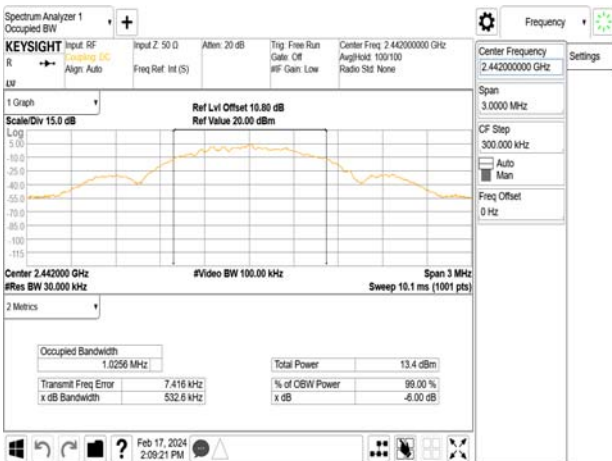 Spectrum Analyzer 1
Occupied BW
Frequency
Settings
KEYSIGHT
R
Input: RF
Coupling: DC
Align: Auto
Input Z: 50 Ω
Freq Ref: Int (S)
Atten: 20 dB
Trig: Free Run
Gate: Off
#IF Gain: Low
Center Freq: 2.442000000 GHz
Avg|Hold: 100/100
Radio Std: None
Center Frequency
2.442000000 GHz
Span
3.0000 MHz
CF Step
300.000 kHz
Auto
Man
Freq Offset
0 Hz
1 Graph
Scale/Div 15.0 dB
Ref Lvl Offset 10.80 dB
Ref Value 20.00 dBm
Log
5.00
-10.0
-25.0
-40.0
-55.0
-70.0
-85.0
-100
-115
Center 2.442000 GHz
#Video BW 100.00 kHz
Span 3 MHz
#Res BW 30.000 kHz
Sweep 10.1 ms (1001 pts)
2 Metrics
Occupied Bandwidth
1.0256 MHz
Total Power 13.4 dBm
Transmit Freq Error 7.416 kHz
% of OBW Power 99.00 %
x dB Bandwidth 532.6 kHz
x dB -6.00 dB
?
Feb 17, 2024
2:09:21 PM